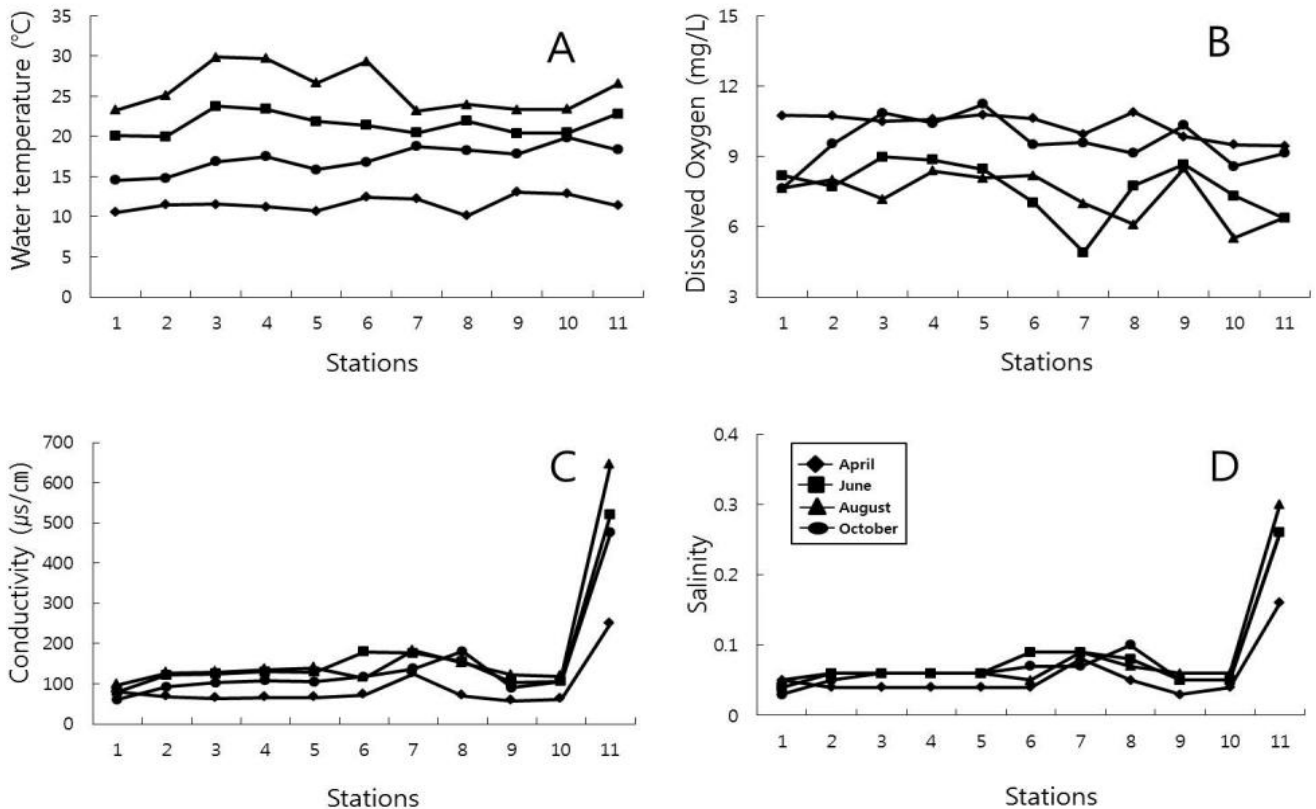 A
Water temperature (℃)
40
35
30
25
20
15
10
5
0
1 2 3 4 5 6 7 8 9 10 11
Stations
B
Dissolved Oxygen (mg/L)
15
12
9
6
3
1 2 3 4 5 6 7 8 9 10 11
Stations
C
Conductivity (㎲/㎝)
700
600
500
400
300
200
100
0
1 2 3 4 5 6 7 8 9 10 11
Stations
D
Salinity
0.4
0.3
0.2
0.1
0
April
June
August
October
1 2 3 4 5 6 7 8 9 10 11
Stations